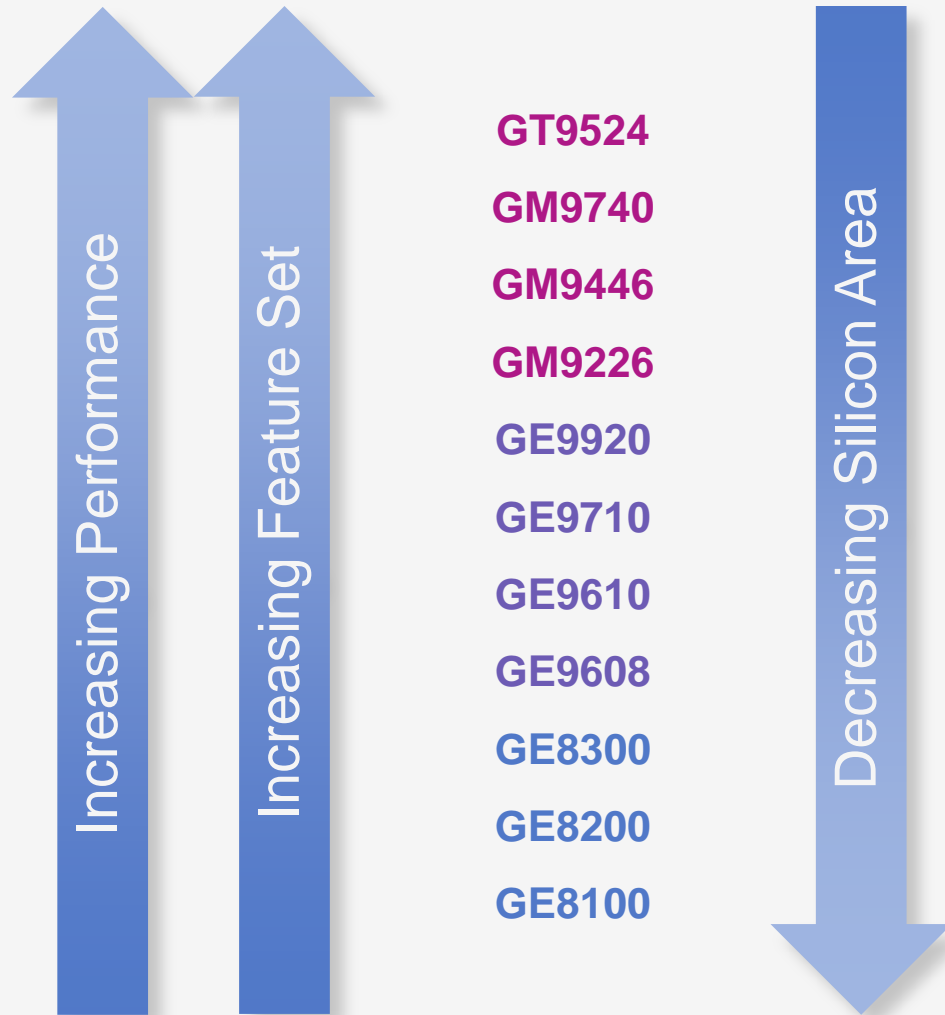 Increasing Performance
Increasing Feature Set
GT9524
GM9740
GM9446
GM9226
GE9920
GE9710
GE9610
GE9608
GE8300
GE8200
GE8100
Decreasing Silicon Area